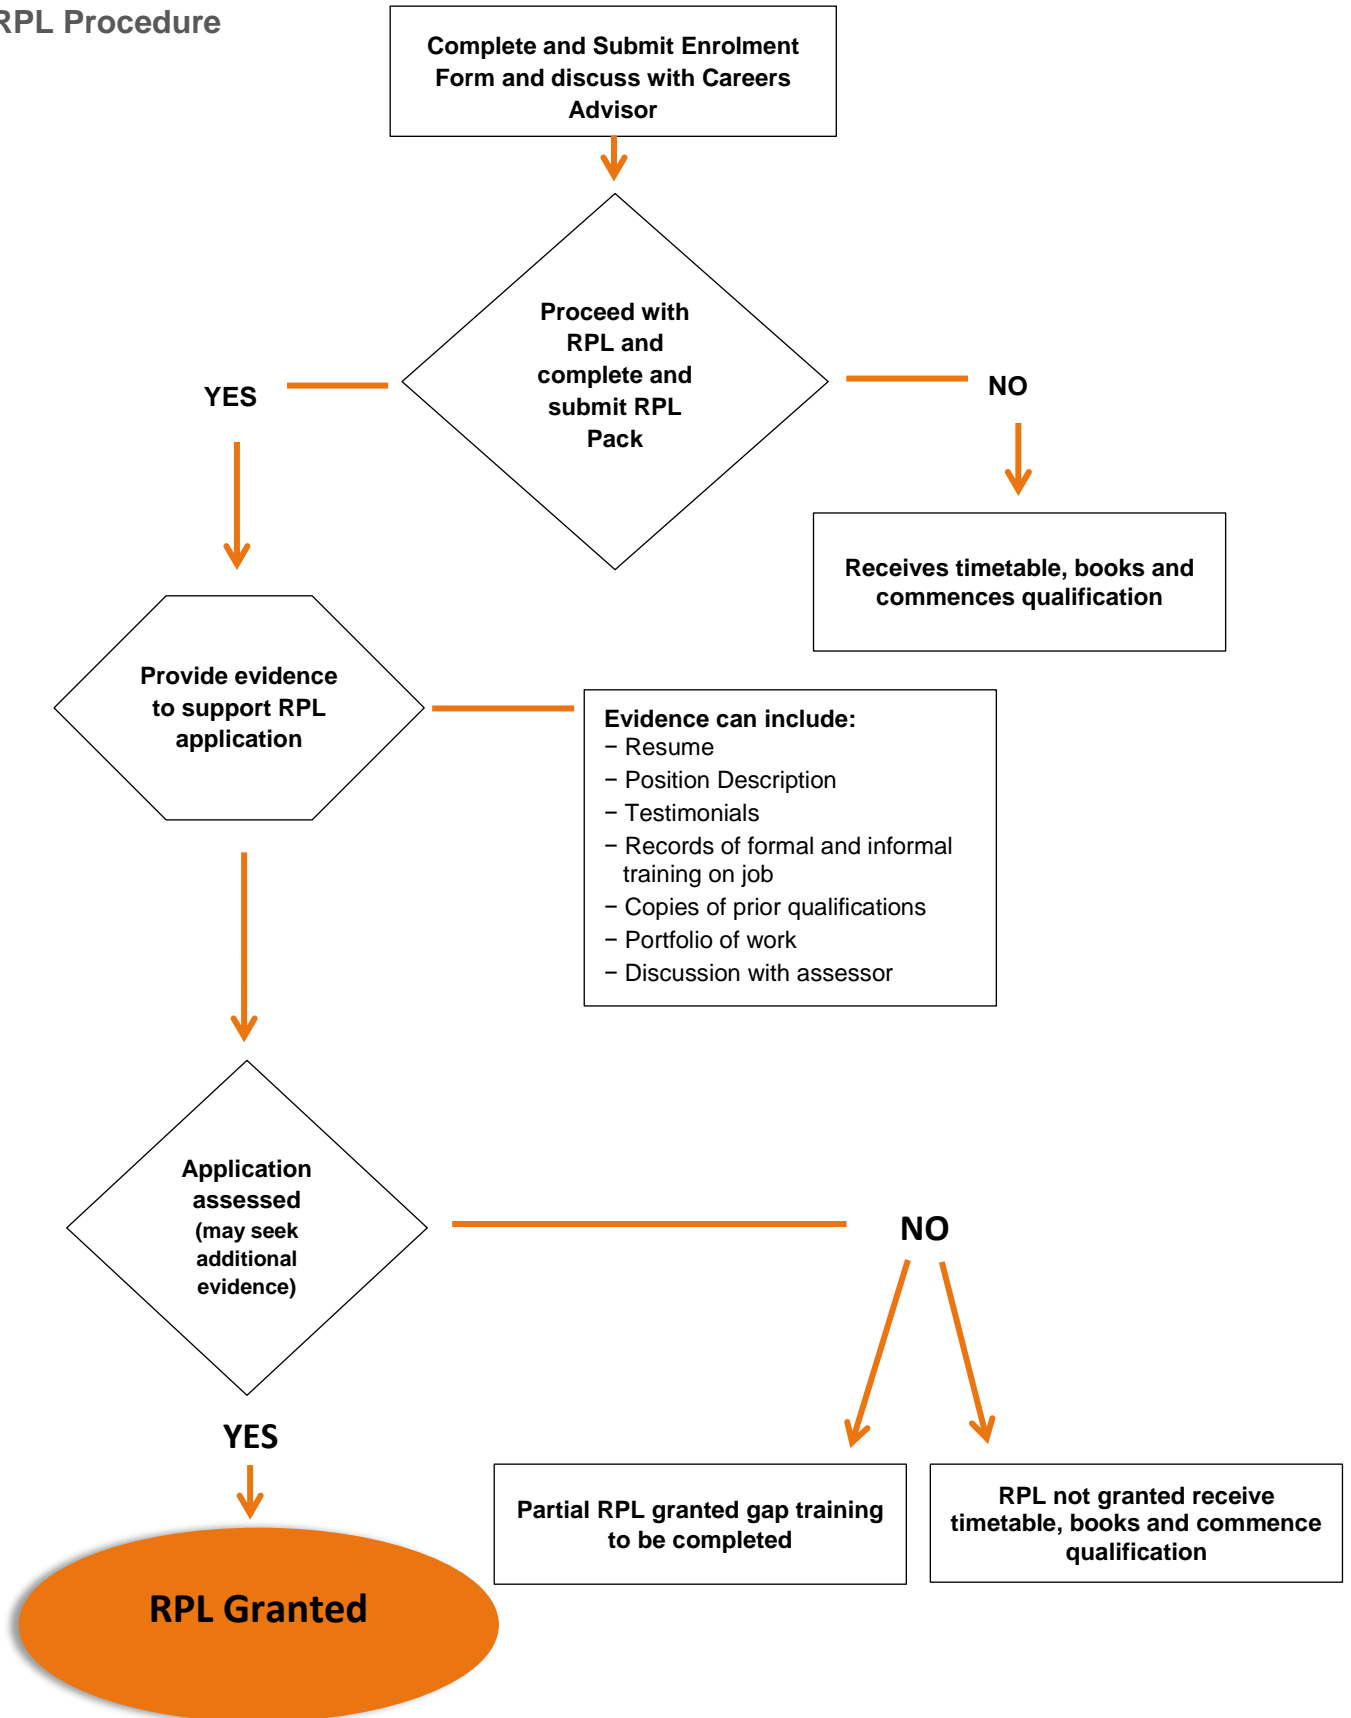 RPL Procedure
Complete and Submit Enrolment
Form and discuss with Careers
Advisor
Proceed with
RPL and
complete and
submit RPL
Pack
YES
NO
Receives timetable, books and
commences qualification
Provide evidence
to support RPL
application
Evidence can include:
− Resume
− Position Description
− Testimonials
− Records of formal and informal
training on job
− Copies of prior qualifications
− Portfolio of work
− Discussion with assessor
Application
assessed
(may seek
additional
evidence)
NO
YES
Partial RPL granted gap training
to be completed
RPL not granted receive
timetable, books and commence
qualification
RPL Granted